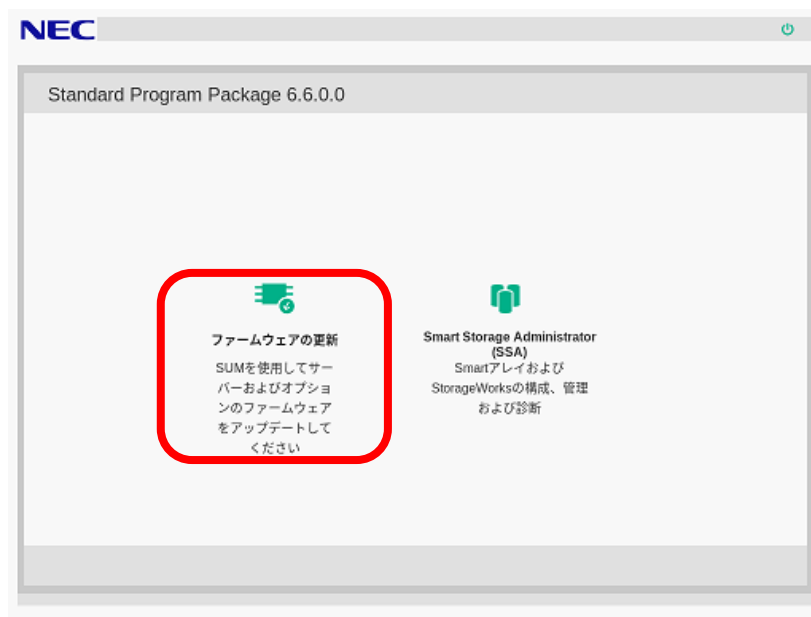 NEC
Standard Program Package 6.6.0.0
ファームウェアの更新
SUMを使用してサー
バーおよびオプショ
ンのファームウェア
をアップデートして
ください
Smart Storage Administrator
(SSA)
Smartアレイおよび
StorageWorksの構成、管理
および診断